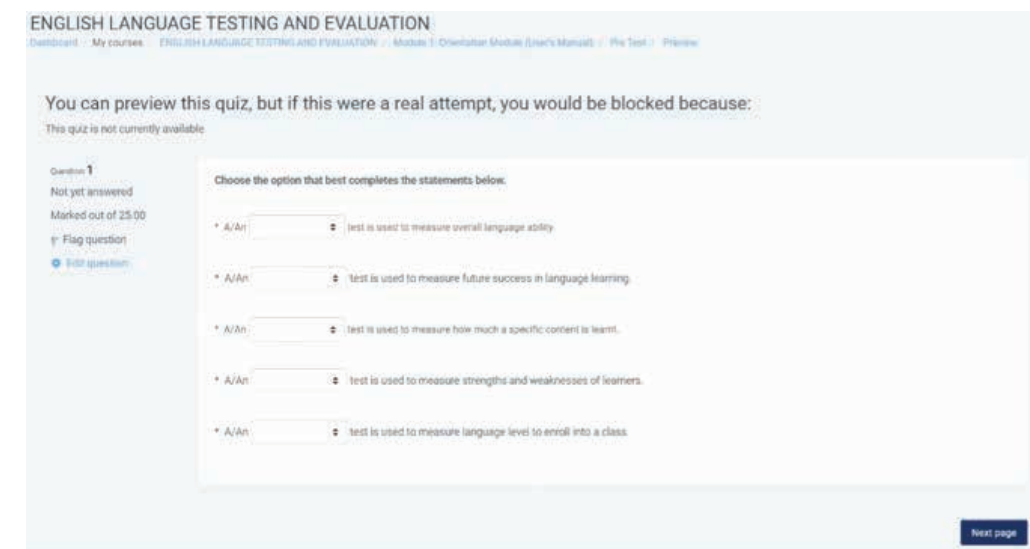 ENGLISH LANGUAGE TESTING AND EVALUATION
Dashboard / My courses / ENGLISH LANGUAGE TESTING AND EVALUATION / Module 1: Orientation Module (User's Manual) / Pre Test / Preview
You can preview this quiz, but if this were a real attempt, you would be blocked because:
This quiz is not currently available
Question 1
Not yet answered
Marked out of 25.00
Flag question
Edit question
Choose the option that best completes the statements below.
* A/An test is used to measure overall language ability.
* A/An test is used to measure future success in language learning.
* A/An test is used to measure how much a specific content is learnt.
* A/An test is used to measure strengths and weaknesses of learners.
* A/An test is used to measure language level to enroll into a class.
Next page